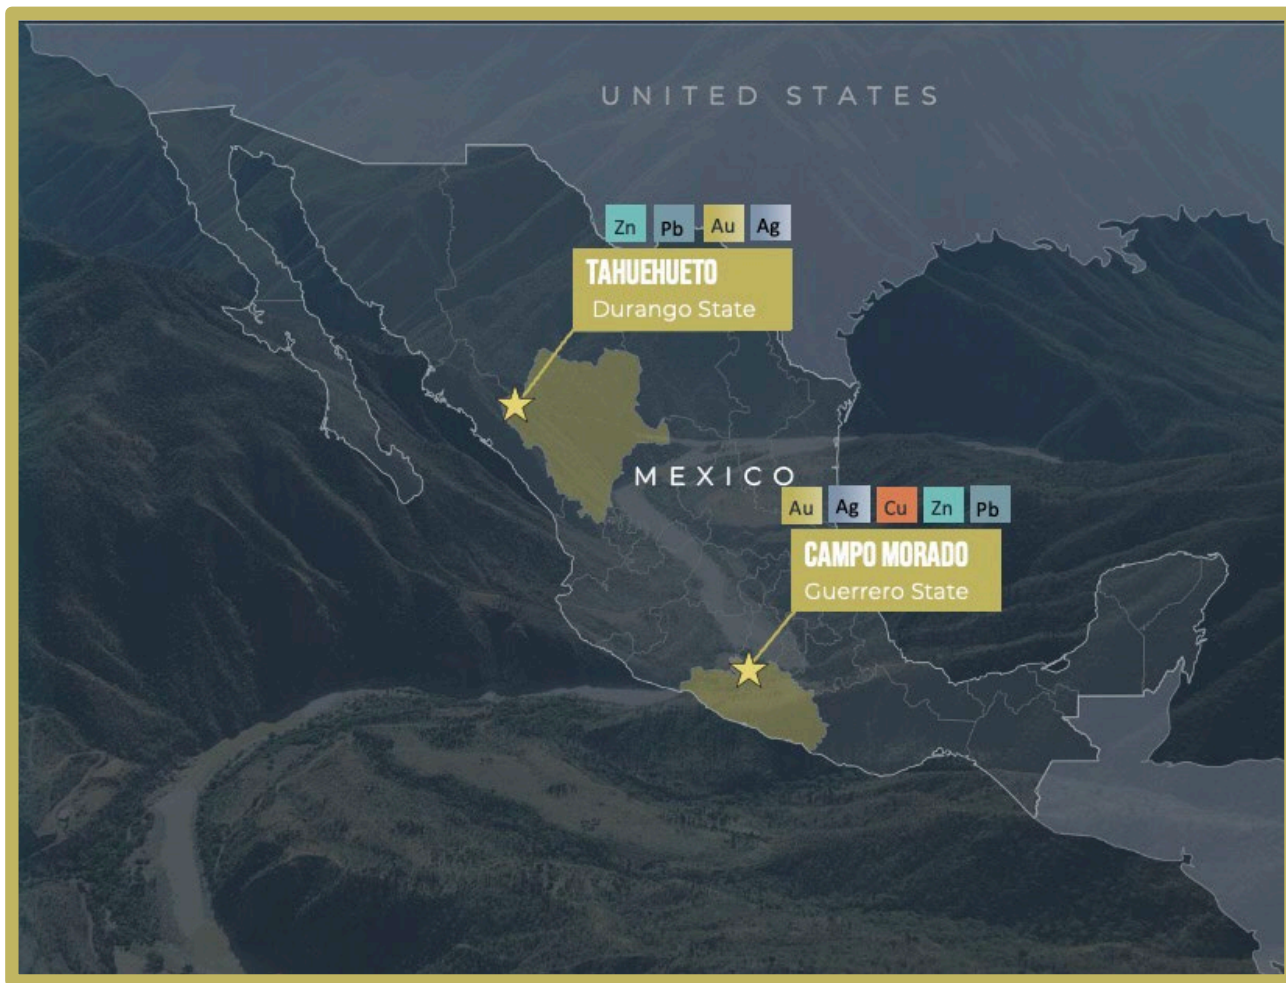 UNITED STATES
Zn Pb Au Ag
TAHUEHUETO
Durango State
MEXICO
Au Ag Cu Zn Pb
CAMPO MORADO
Guerrero State